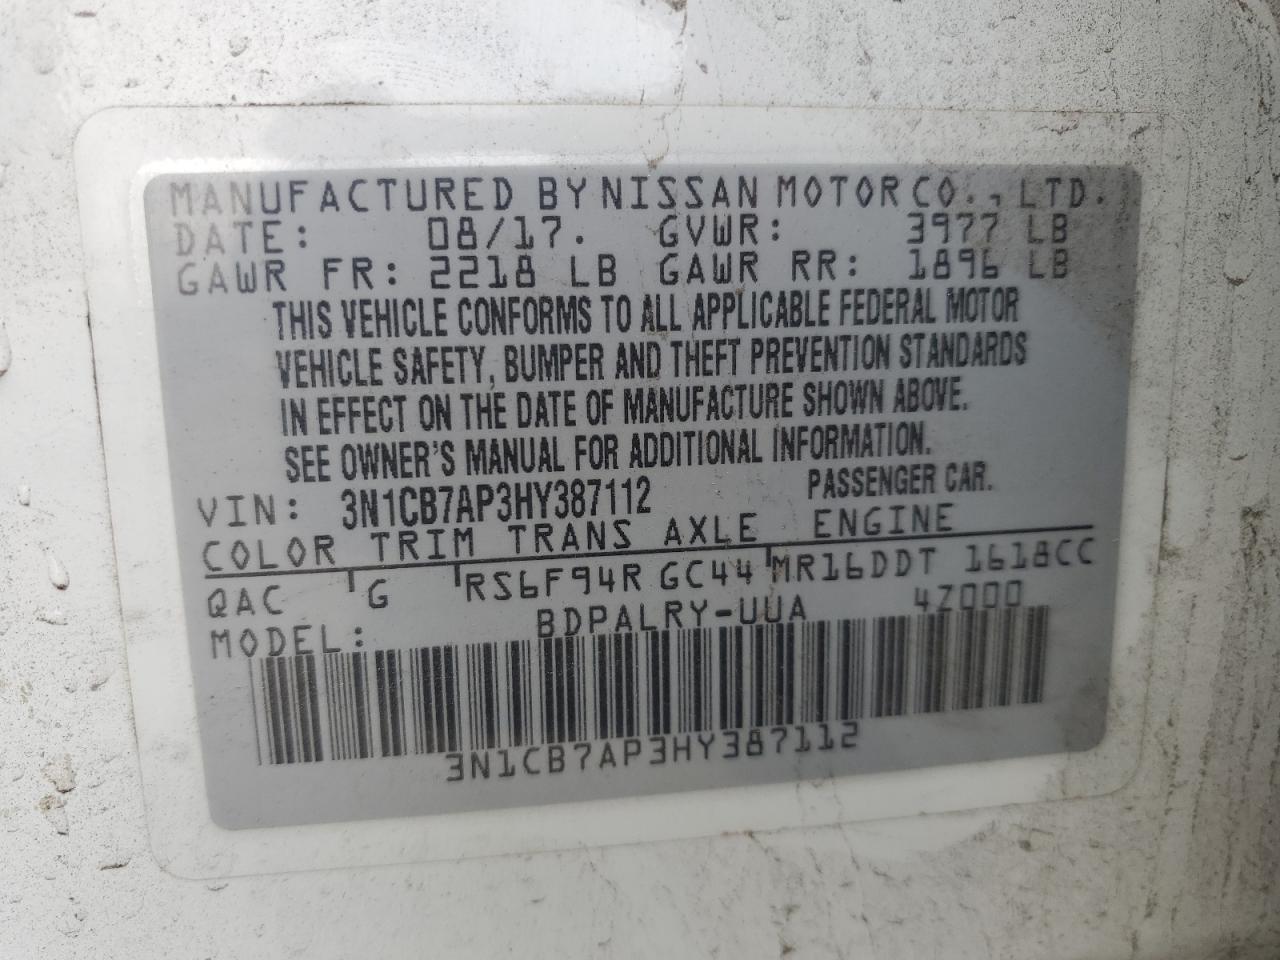 MANUFACTURED BY NISSAN MOTOR CO., LTD.
DATE: 08/17. GVWR: 3977 LB
GAWR FR: 2218 LB GAWR RR: 1896 LB
THIS VEHICLE CONFORMS TO ALL APPLICABLE FEDERAL MOTOR
VEHICLE SAFETY, BUMPER AND THEFT PREVENTION STANDARDS
IN EFFECT ON THE DATE OF MANUFACTURE SHOWN ABOVE.
SEE OWNER'S MANUAL FOR ADDITIONAL INFORMATION.
VIN: 3N1CB7AP3HY387112 PASSENGER CAR.
COLOR TRIM TRANS AXLE ENGINE
QAC G RS6F94R GC44 MR16DDT 1618CC
MODEL: BDPALRY-UUA 4Z000
3N1CB7AP3HY387112